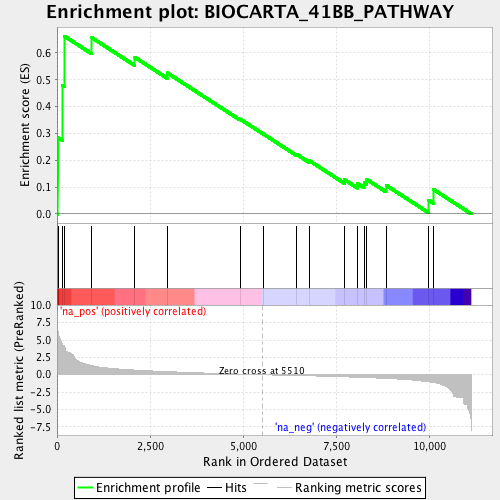 Enrichment plot: BIOCARTA_41BB_PATHWAY
Enrichment score (ES)
0.6
0.5
0.4
0.3
0.2
0.1
0.0
'na_pos' (positively correlated)
Ranked list metric (PreRanked)
10.0
7.5
5.0
2.5
0.0
-2.5
-5.0
-7.5
Zero cross at 5510
'na_neg' (negatively correlated)
0
2,500
5,000
7,500
10,000
Rank in Ordered Dataset
Enrichment profile
Hits
Ranking metric scores